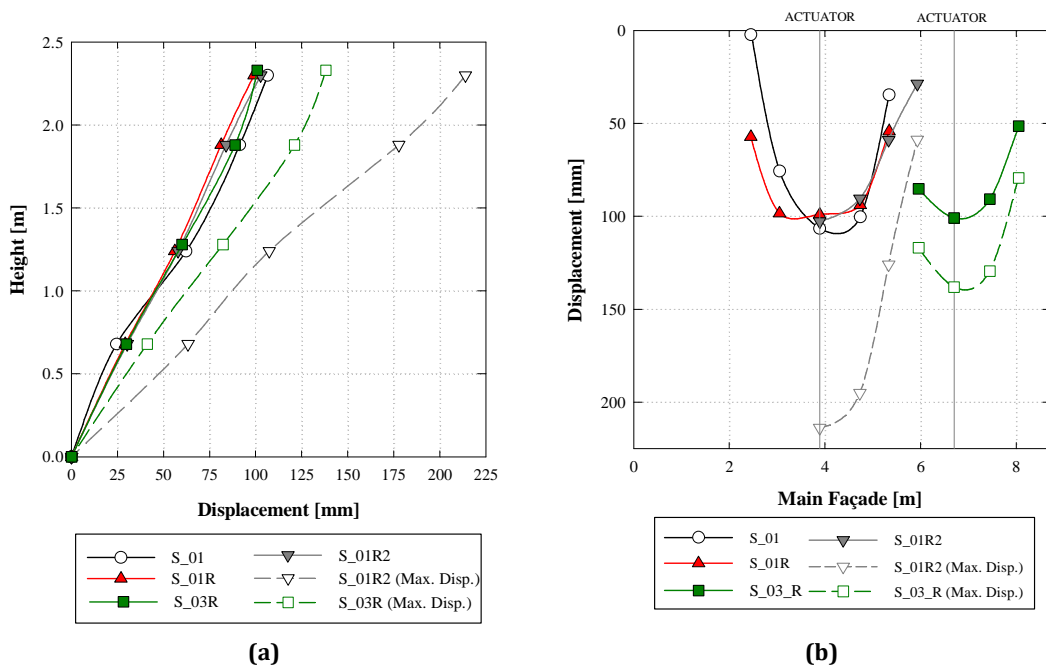 ACTUATOR
ACTUATOR
(a)
(b)
2.5
2.0
1.5
1.0
0.5
0.0
Height [m]
0
25
50
75
100
125
150
175
200
225
Displacement [mm]
S_01
S_01R
S_03R
S_01R2
S_01R2 (Max. Disp.)
S_03R (Max. Disp.)
(a)
0
50
100
150
200
Displacement [mm]
0
2
4
6
8
Main Façade [m]
S_01
S_01R
S_03_R
S_01R2
S_01R2 (Max. Disp.)
S_03_R (Max. Disp.)
(b)